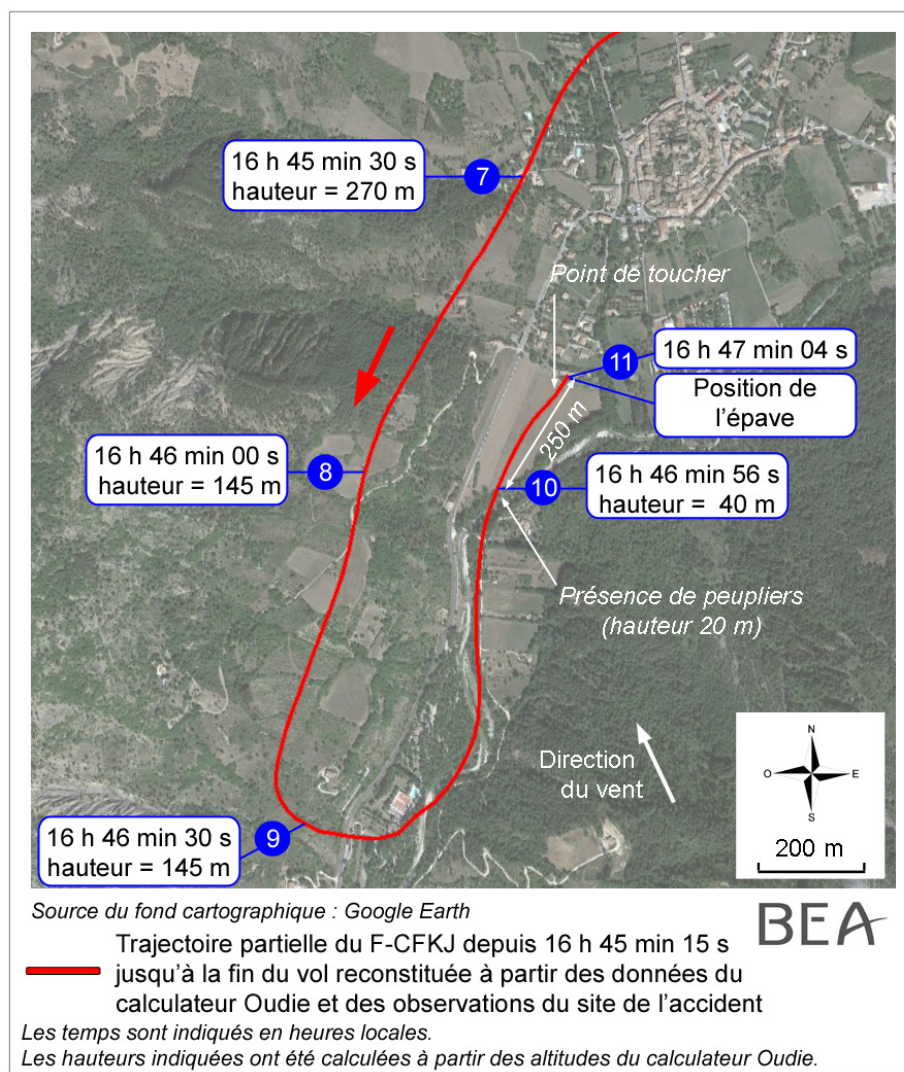 16 h 45 min 30 s
hauteur = 270 m
7
Point de toucher
11
16 h 47 min 04 s
Position de
l'épave
250 m
16 h 46 min 00 s
hauteur = 145 m
8
10
16 h 46 min 56 s
hauteur = 40 m
Présence de peupliers
(hauteur 20 m)
Direction
du vent
N
O
E
S
200 m
16 h 46 min 30 s
hauteur = 145 m
9
Source du fond cartographique : Google Earth
BEA
Trajectoire partielle du F-CFKJ depuis 16 h 45 min 15 s
jusqu'à la fin du vol reconstituée à partir des données du
calculateur Oudie et des observations du site de l'accident
Les temps sont indiqués en heures locales.
Les hauteurs indiquées ont été calculées à partir des altitudes du calculateur Oudie.